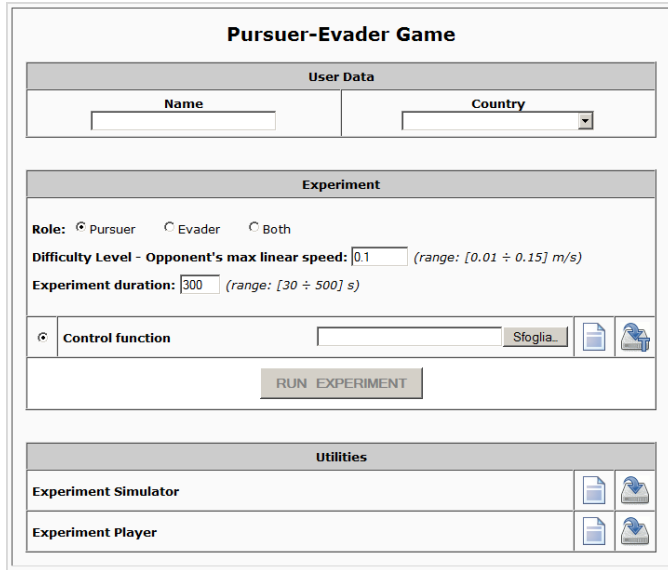 Pursuer-Evader Game
User Data
Name
Country
Experiment
Role: Pursuer Evader Both
Difficulty Level - Opponent's max linear speed: 0.1 (range: [0.01 ÷ 0.15] m/s)
Experiment duration: 300 (range: [30 ÷ 500] s)
Control function Sfoglia... T
RUN EXPERIMENT
Utilities
Experiment Simulator
Experiment Player